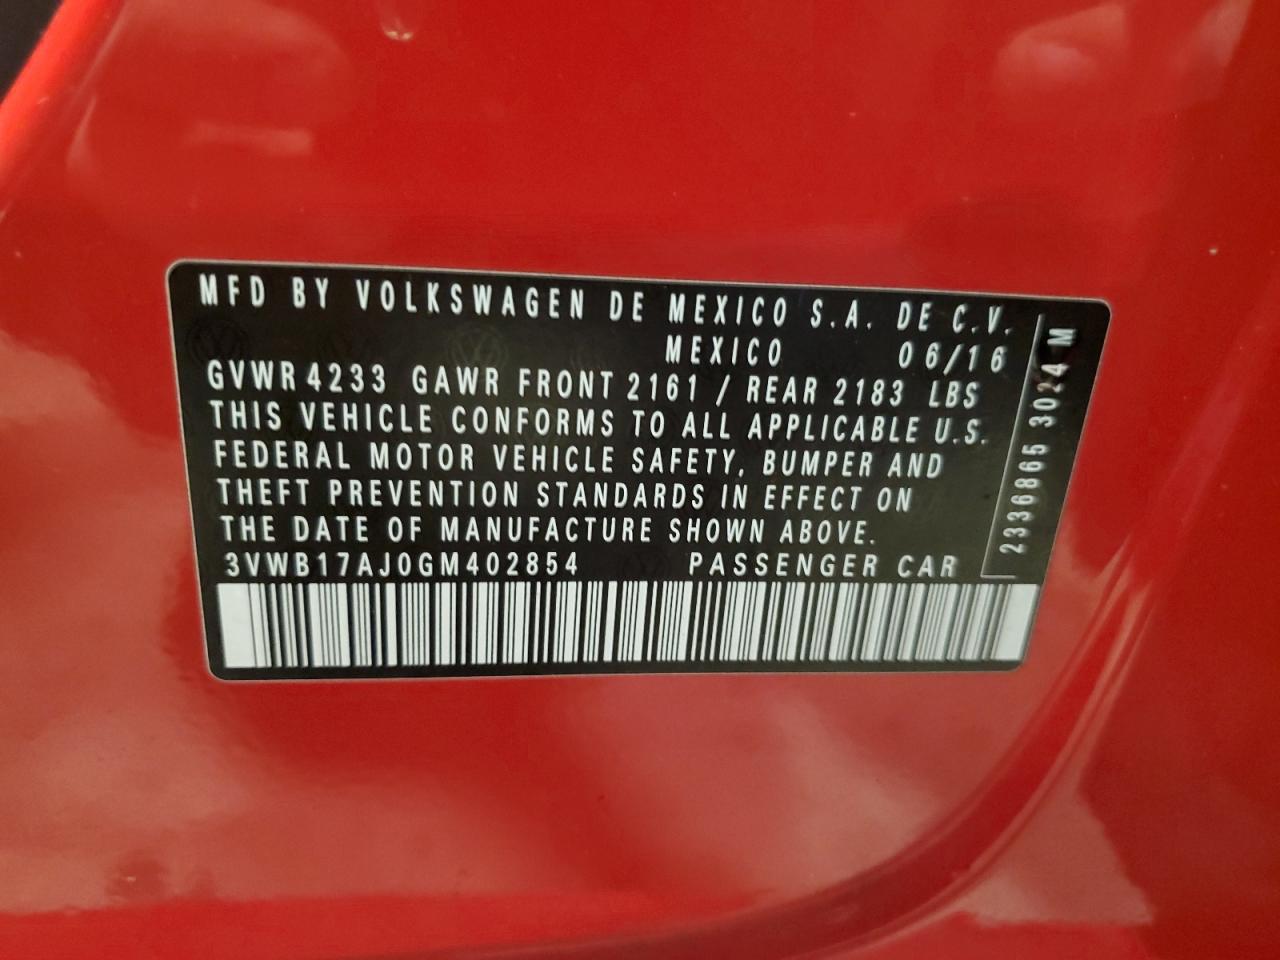 MFD BY VOLKSWAGEN DE MEXICO S.A. DE C.V.
MEXICO 06/16
GVWR 4233 GAWR FRONT 2161 / REAR 2183 LBS
THIS VEHICLE CONFORMS TO ALL APPLICABLE U.S.
FEDERAL MOTOR VEHICLE SAFETY, BUMPER AND
THEFT PREVENTION STANDARDS IN EFFECT ON
THE DATE OF MANUFACTURE SHOWN ABOVE.
3VWB17AJ0GM402854 PASSENGER CAR
2336865 3024 M